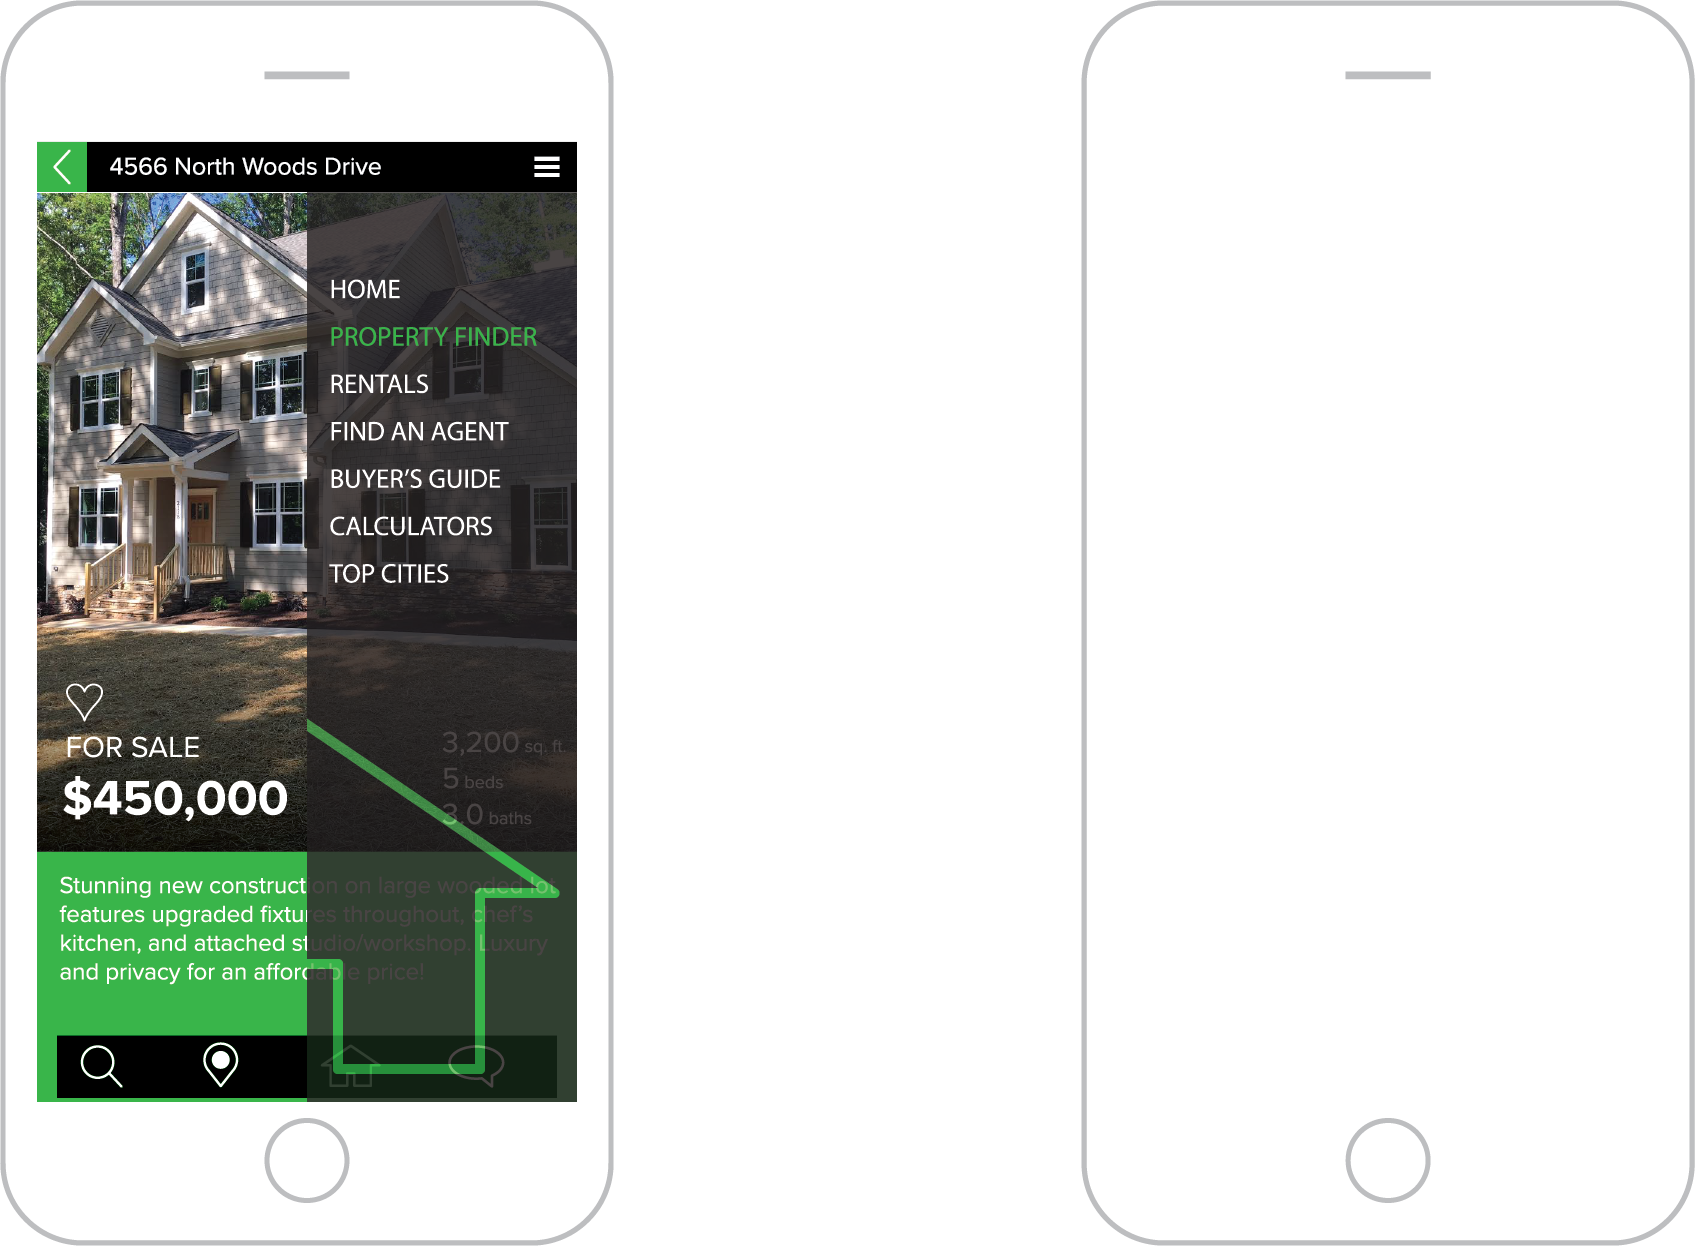 4566 North Woods Drive
HOME
PROPERTY FINDER
RENTALS
FIND AN AGENT
BUYER’S GUIDE
CALCULATORS
TOP CITIES
FOR SALE
$450,000
3,200 sq. ft.
5 beds
3.0 baths
Stunning new construction on large wooded lot
features upgraded fixtures throughout, chef’s
kitchen, and attached studio/workshop. Luxury
and privacy for an affordable price!